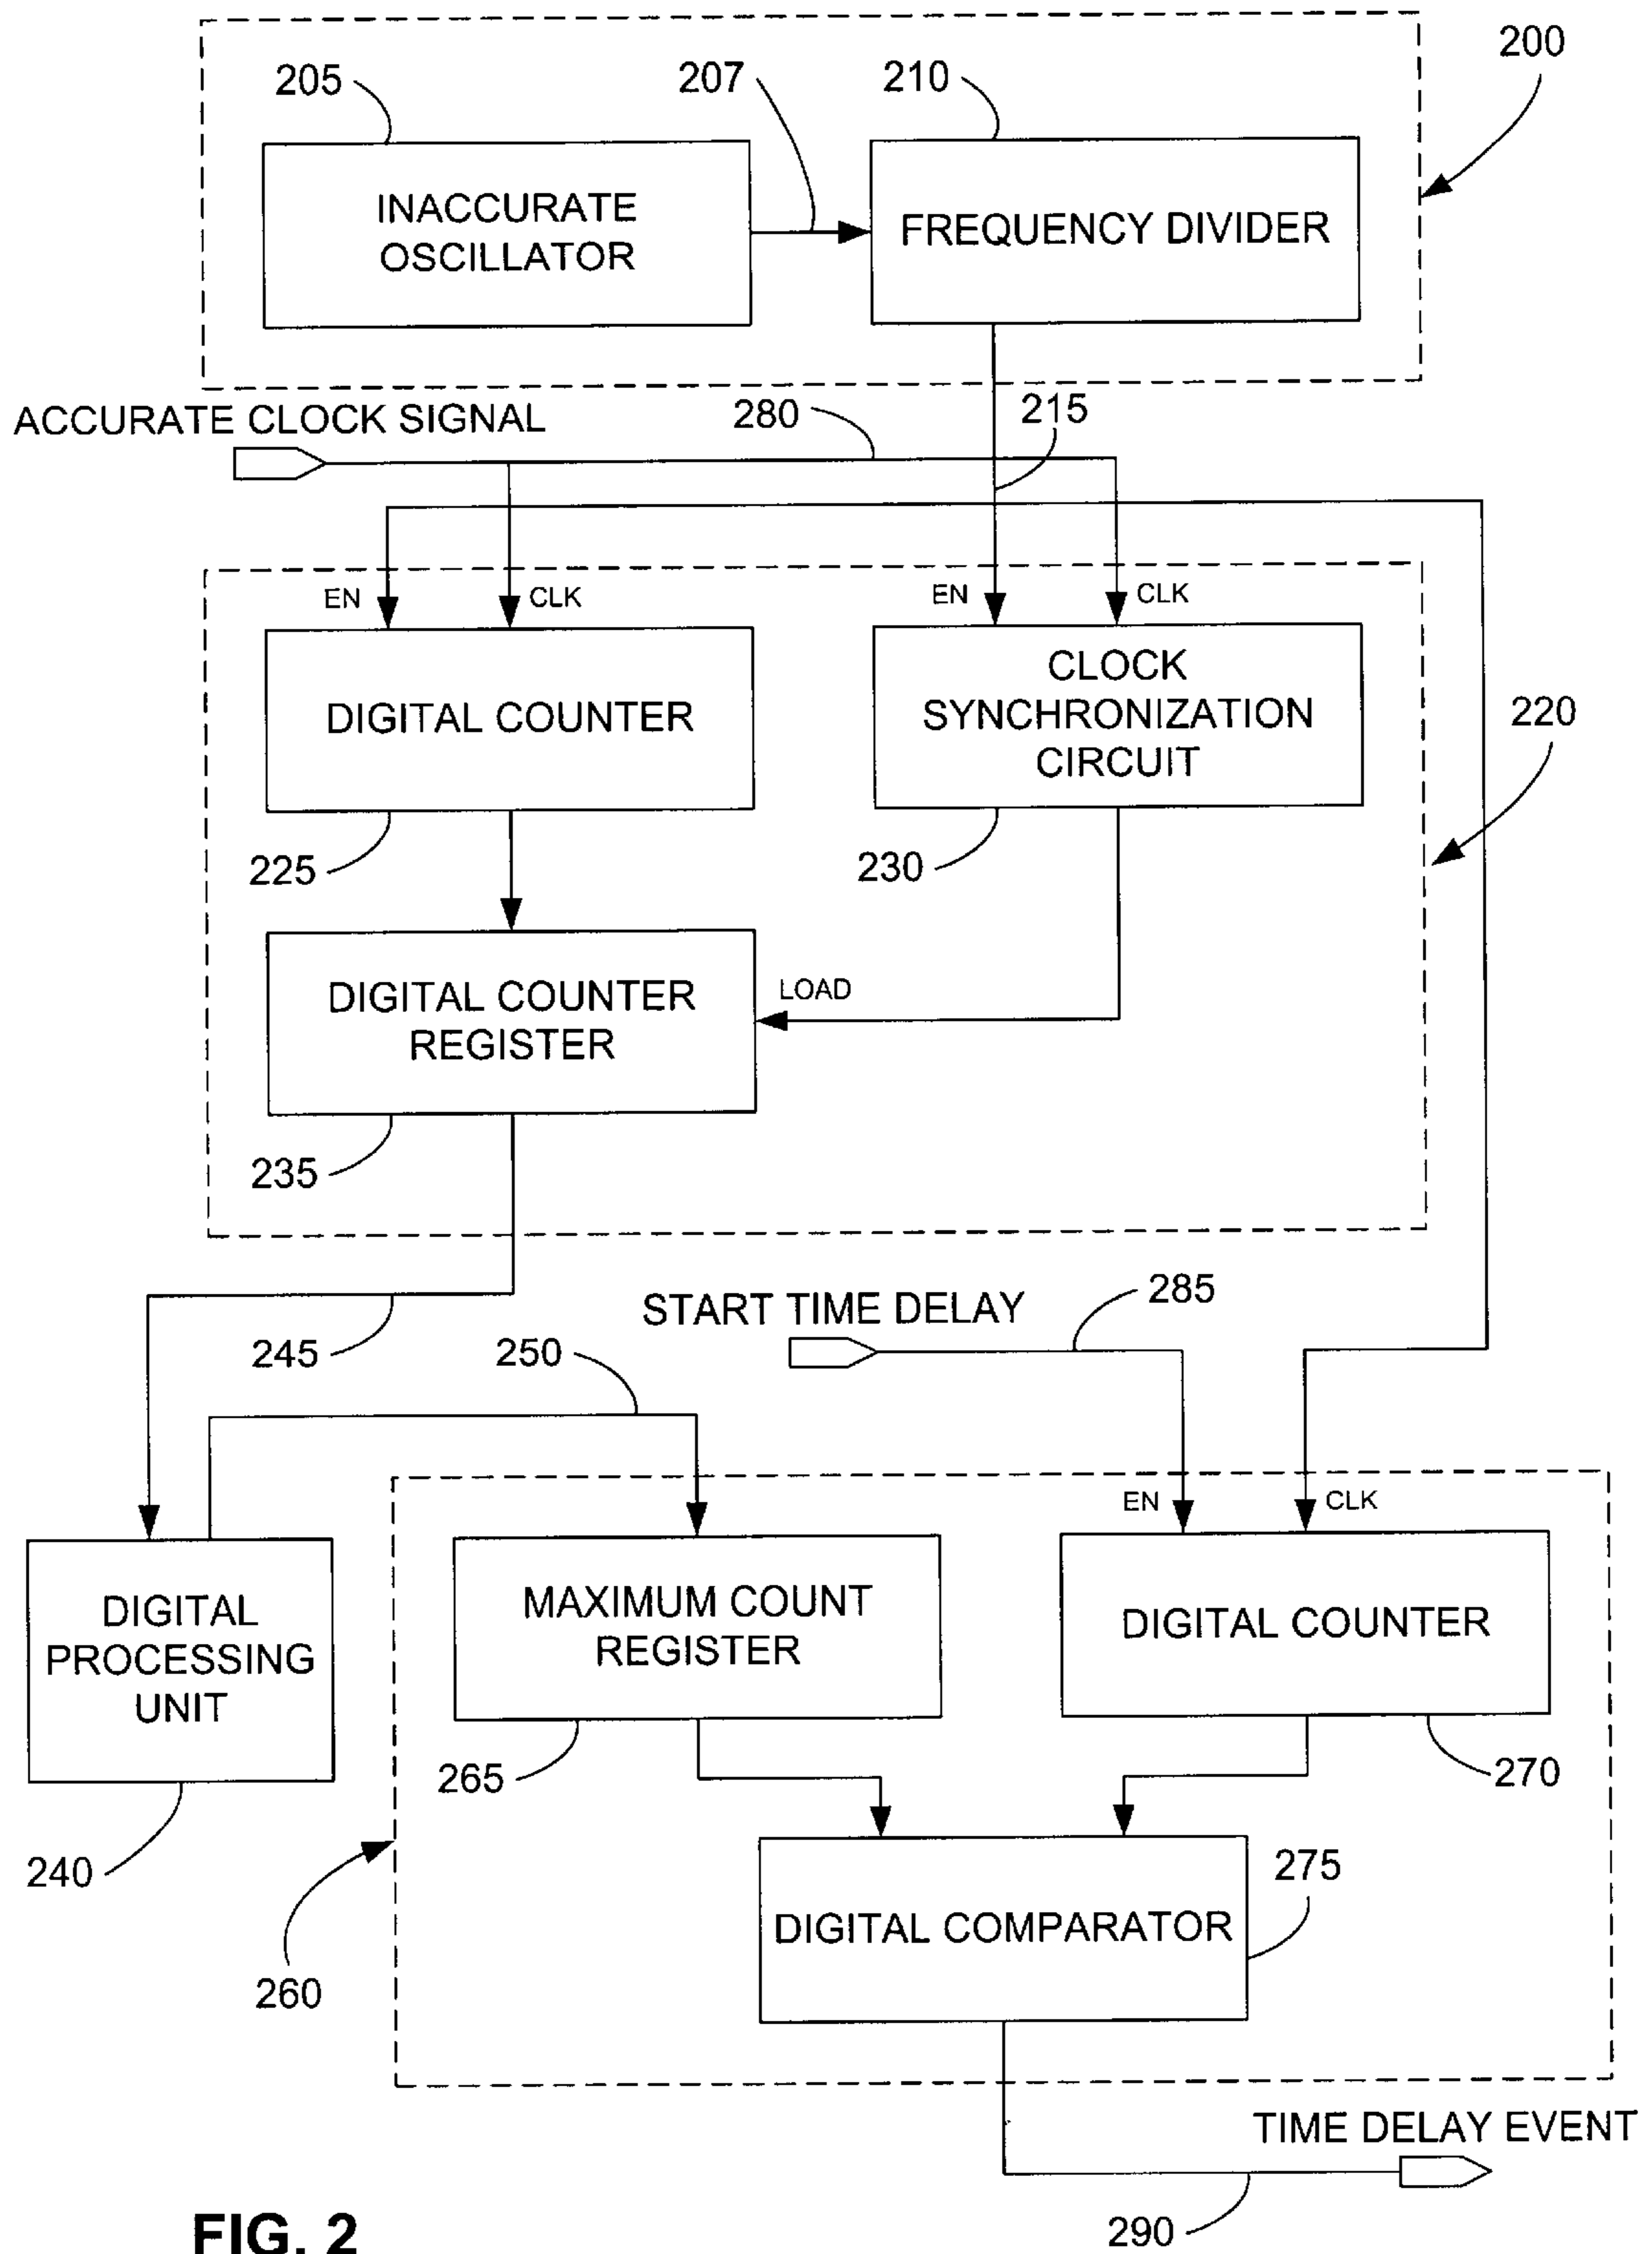 200
205
207
210
INACCURATE
OSCILLATOR
FREQUENCY DIVIDER
ACCURATE CLOCK SIGNAL
280
215
EN
CLK
EN
CLK
DIGITAL COUNTER
CLOCK
SYNCHRONIZATION
CIRCUIT
220
225
230
DIGITAL COUNTER
REGISTER
LOAD
235
START TIME DELAY
285
245
250
EN
CLK
DIGITAL
PROCESSING
UNIT
MAXIMUM COUNT
REGISTER
DIGITAL COUNTER
265
270
240
275
DIGITAL COMPARATOR
260
TIME DELAY EVENT
290
FIG. 2